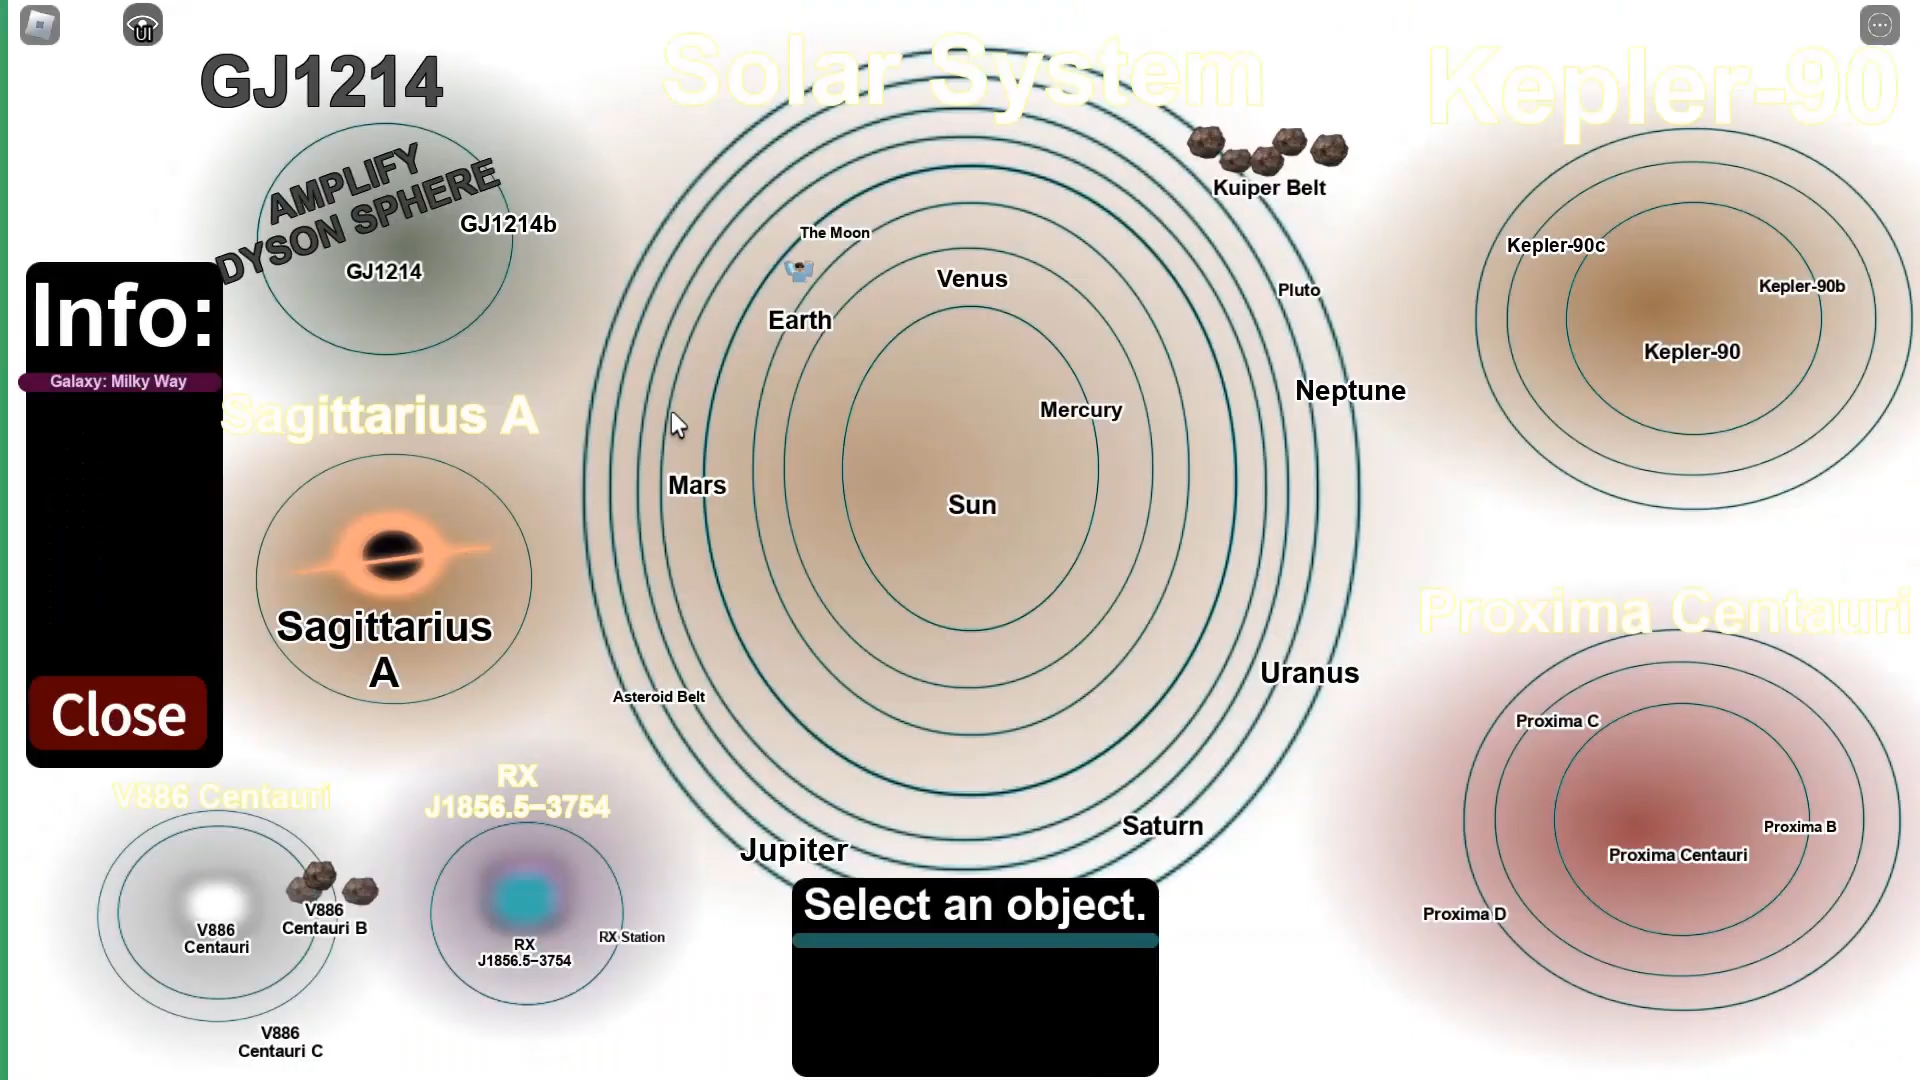 UI
GJ1214
AMPLIFY
DYSON SPHERE
GJ1214b
GJ1214
Info:
Galaxy: Milky Way
Close
Sagittarius A
Sagittarius
A
V886 Centauri
V886
Centauri
V886
Centauri B
V886
Centauri C
RX
J1856.5–3754
RX
J1856.5–3754
RX Station
Solar System
Kuiper Belt
The Moon
Venus
Earth
Pluto
Neptune
Mercury
Mars
Sun
Uranus
Asteroid Belt
Saturn
Jupiter
Select an object.
Kepler-90
Kepler-90c
Kepler-90b
Kepler-90
Proxima Centauri
Proxima C
Proxima B
Proxima Centauri
Proxima D